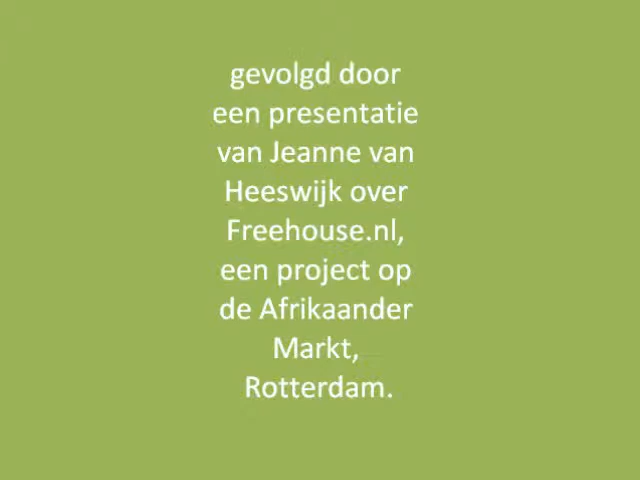 gevolgd door
een presentatie
van Jeanne van
Heeswijk over
Freehouse.nl,
een project op
de Afrikaander
Markt,
Rotterdam.